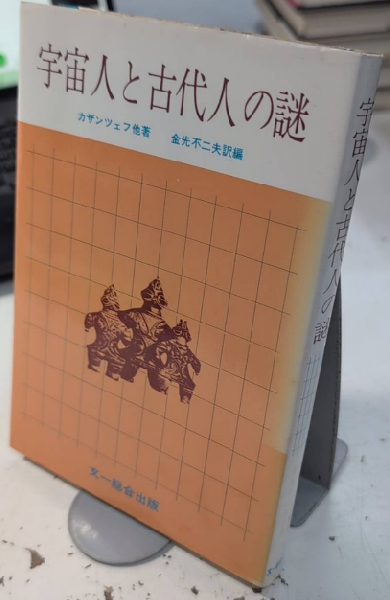 宇宙人と古代人の謎
カザンツェフ他著 金光不二夫訳編
文一総合出版
宇宙人と古代人の謎